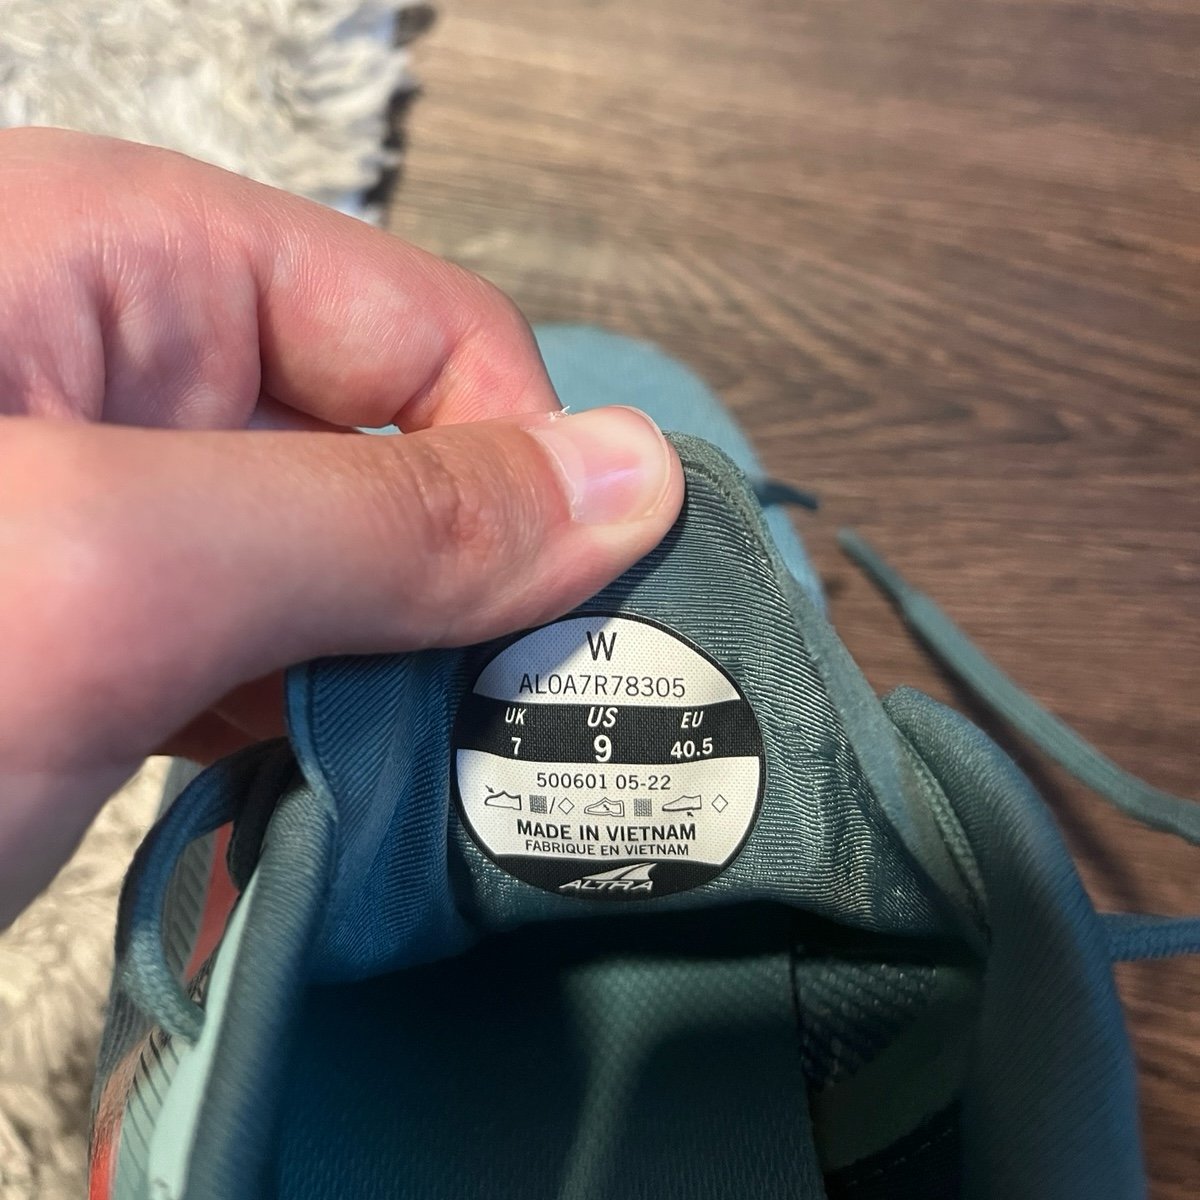 W
AL0A7R78305
UK US EU
7 9 40.5
500601 05-22
MADE IN VIETNAM
FABRIQUE EN VIETNAM
ALTRA